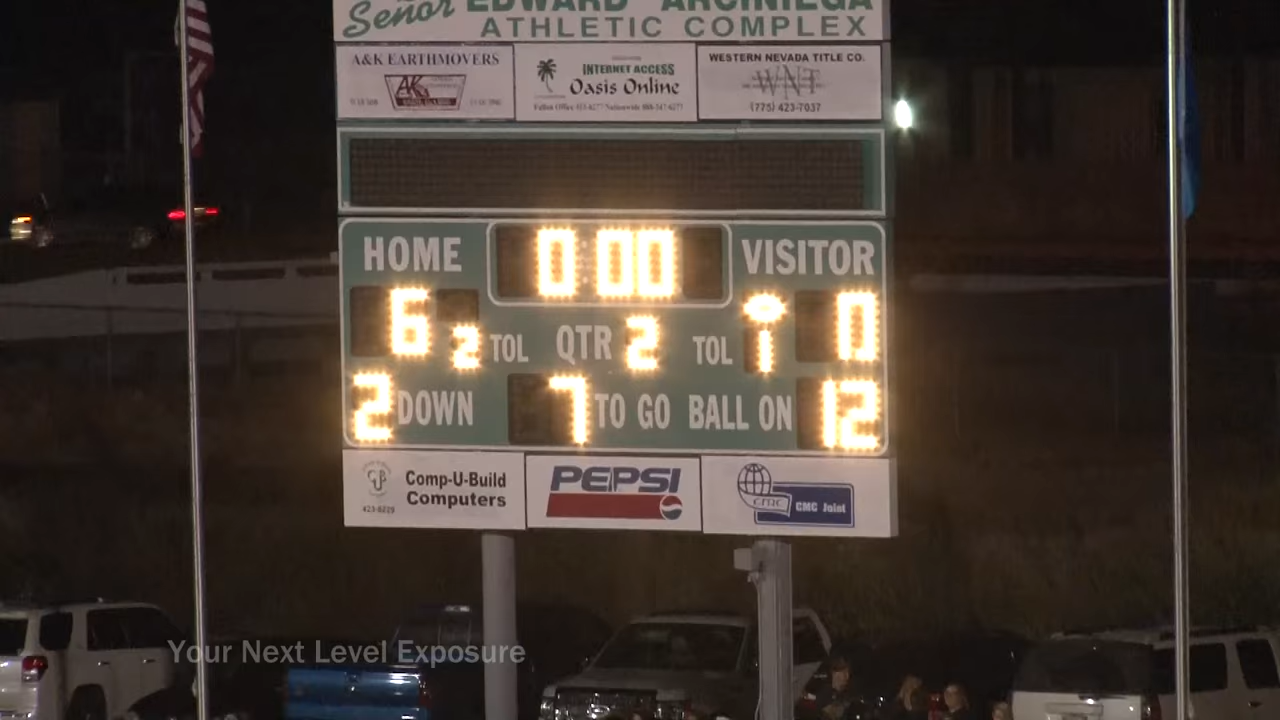 Señor EDWARD ARCINIEGA
ATHLETIC COMPLEX
A&K EARTHMOVERS
AK
INTERNET ACCESS
Oasis Online
WESTERN NEVADA TITLE CO.
WNT
(775) 423-7037
HOME 0:00 VISITOR
6 2 TOL QTR 2 TOL 1 0
2 DOWN 7 TO GO BALL ON 12
Comp-U-Build
Computers
PEPSI
CMC
CMC Joint
Your Next Level Exposure